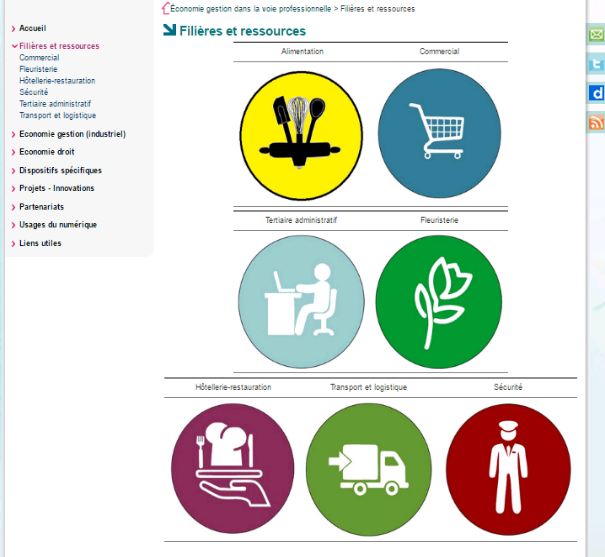 Économie gestion dans la voie professionnelle > Filières et ressources
Accueil
Filières et ressources
Commercial
Fleuristerie
Hôtellerie-restauration
Sécurité
Tertiaire administratif
Transport et logistique
Economie gestion (industriel)
Economie droit
Dispositifs spécifiques
Projets - Innovations
Partenariats
Usages du numérique
Liens utiles
Filières et ressources
Alimentation
Commercial
Tertiaire administratif
Fleuristerie
Hôtellerie-restauration
Transport et logistique
Sécurité